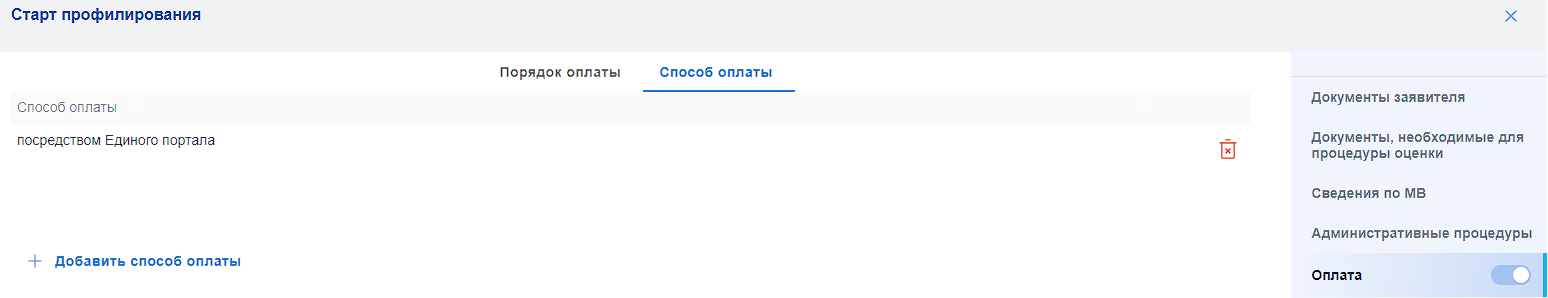 Старт профилирования
Порядок оплаты
Способ оплаты
Способ оплаты
посредством Единого портала
Добавить способ оплаты
Документы заявителя
Документы, необходимые для
процедуры оценки
Сведения по МВ
Административные процедуры
Оплата